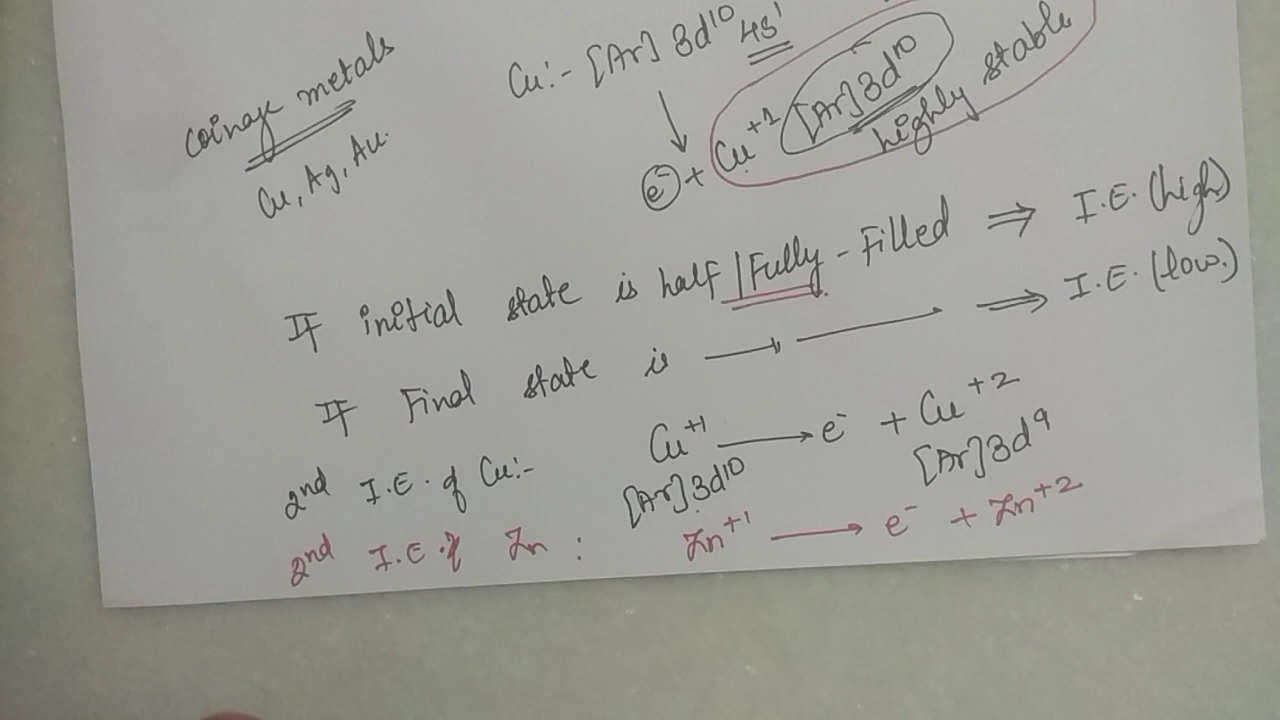 coinage metals
Cu, Ag, Au.
Cu:- [Ar] 3d¹⁰ 4s¹
e⁻ + Cu⁺¹ [Ar]3d¹⁰
highly stable
If initial state is half/Fully-Filled ⇒ I.E. (high)
If Final state is ⟶ ⟶ ⇒ I.E. (low.)
2nd I.E. of Cu:- Cu⁺¹ ⟶ e⁻ + Cu⁺²
[Ar]3d¹⁰ [Ar]3d⁹
2nd I.E. of Zn : Zn⁺¹ ⟶ e⁻ + Zn⁺²